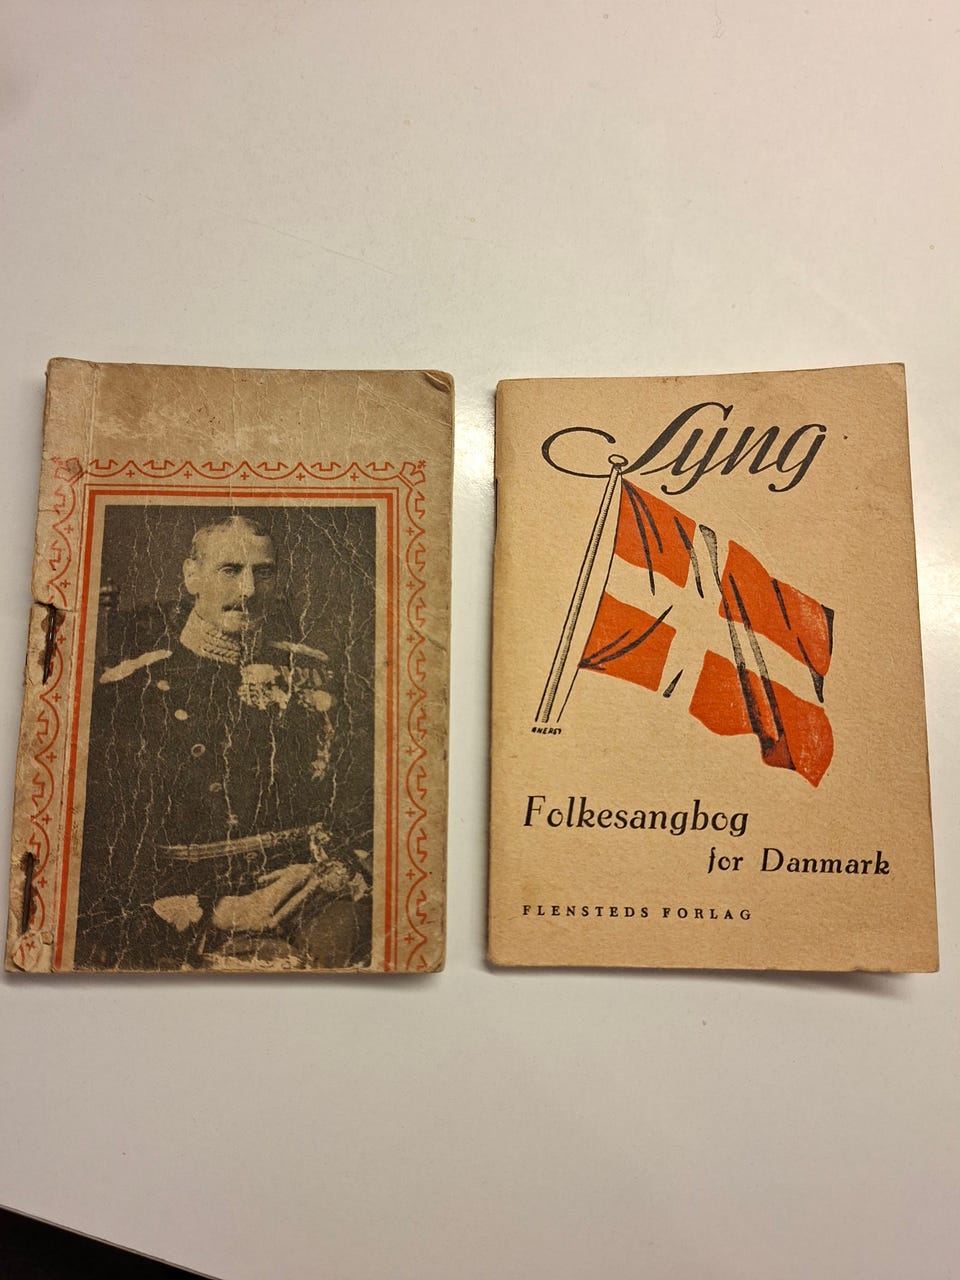 Syng
Folkesangbog
for Danmark
FLENSTEDS FORLAG